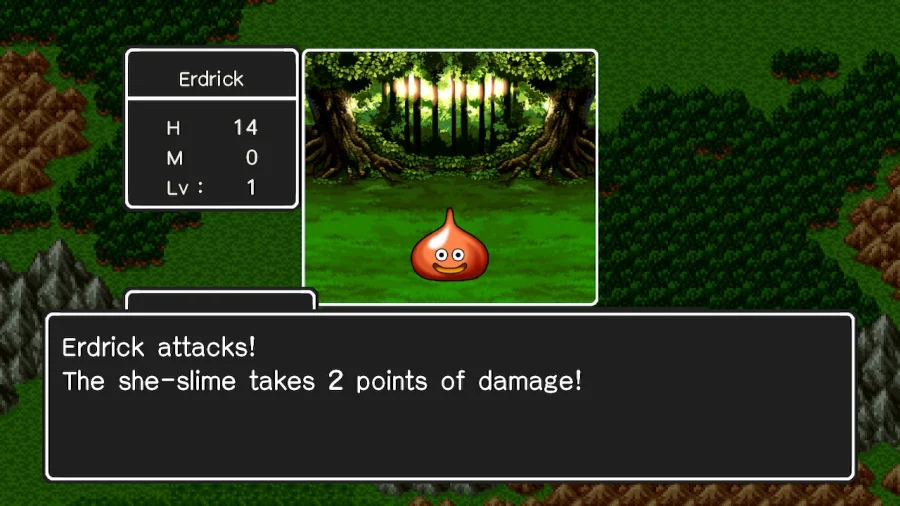 Erdrick
H 14
M 0
Lv : 1
Erdrick attacks!
The she-slime takes 2 points of damage!